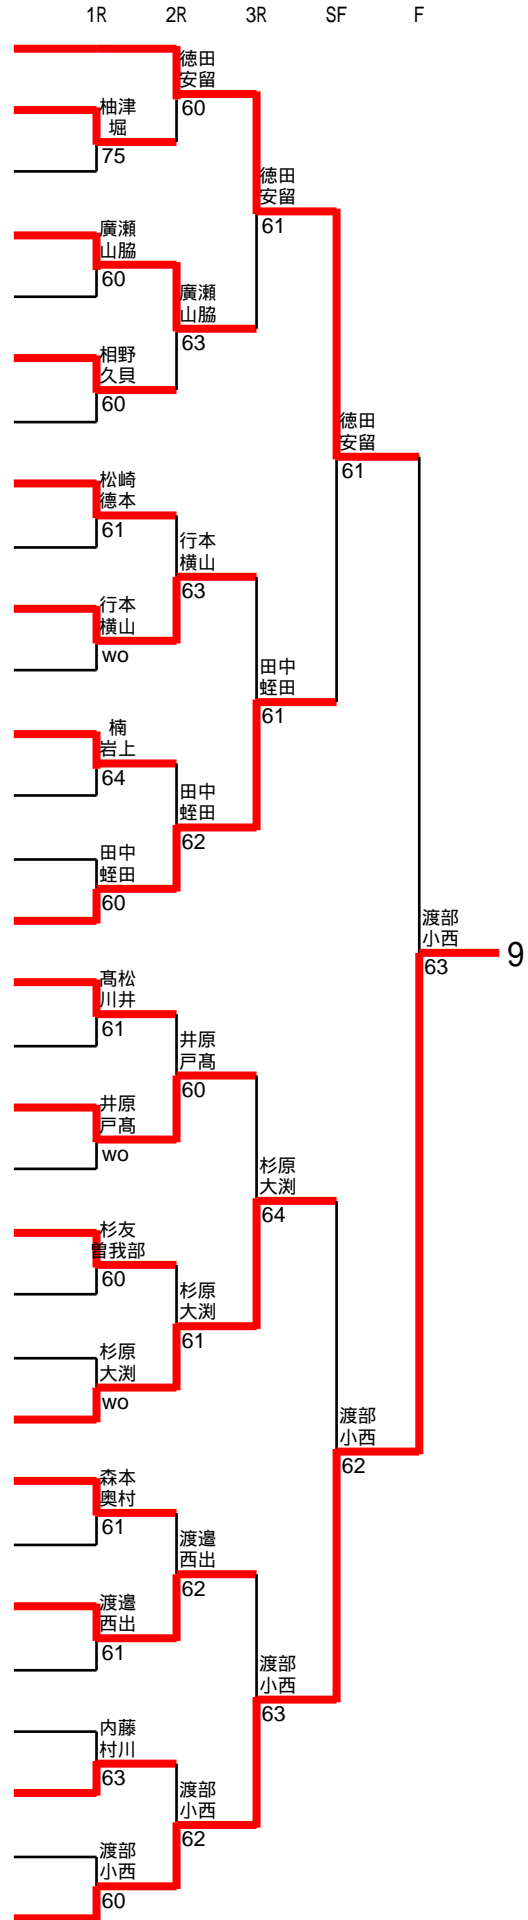 1R 2R 3R SF F
徳田
安留
60
柚津
堀
75
徳田
安留
61
廣瀬
山脇
60
廣瀬
山脇
63
相野
久貝
60
徳田
安留
61
松崎
德本
61
行本
横山
63
行本
横山
wo
田中
蛭田
61
楠
岩上
64
田中
蛭田
62
田中
蛭田
60
渡部
小西
63
9
髙松
川井
61
井原
戸髙
60
井原
戸髙
wo
杉原
大渕
64
杉友
曽我部
60
杉原
大渕
61
杉原
大渕
wo
渡部
小西
62
森本
奥村
61
渡邉
西出
62
渡邉
西出
61
渡部
小西
63
内藤
村川
63
渡部
小西
62
渡部
小西
60